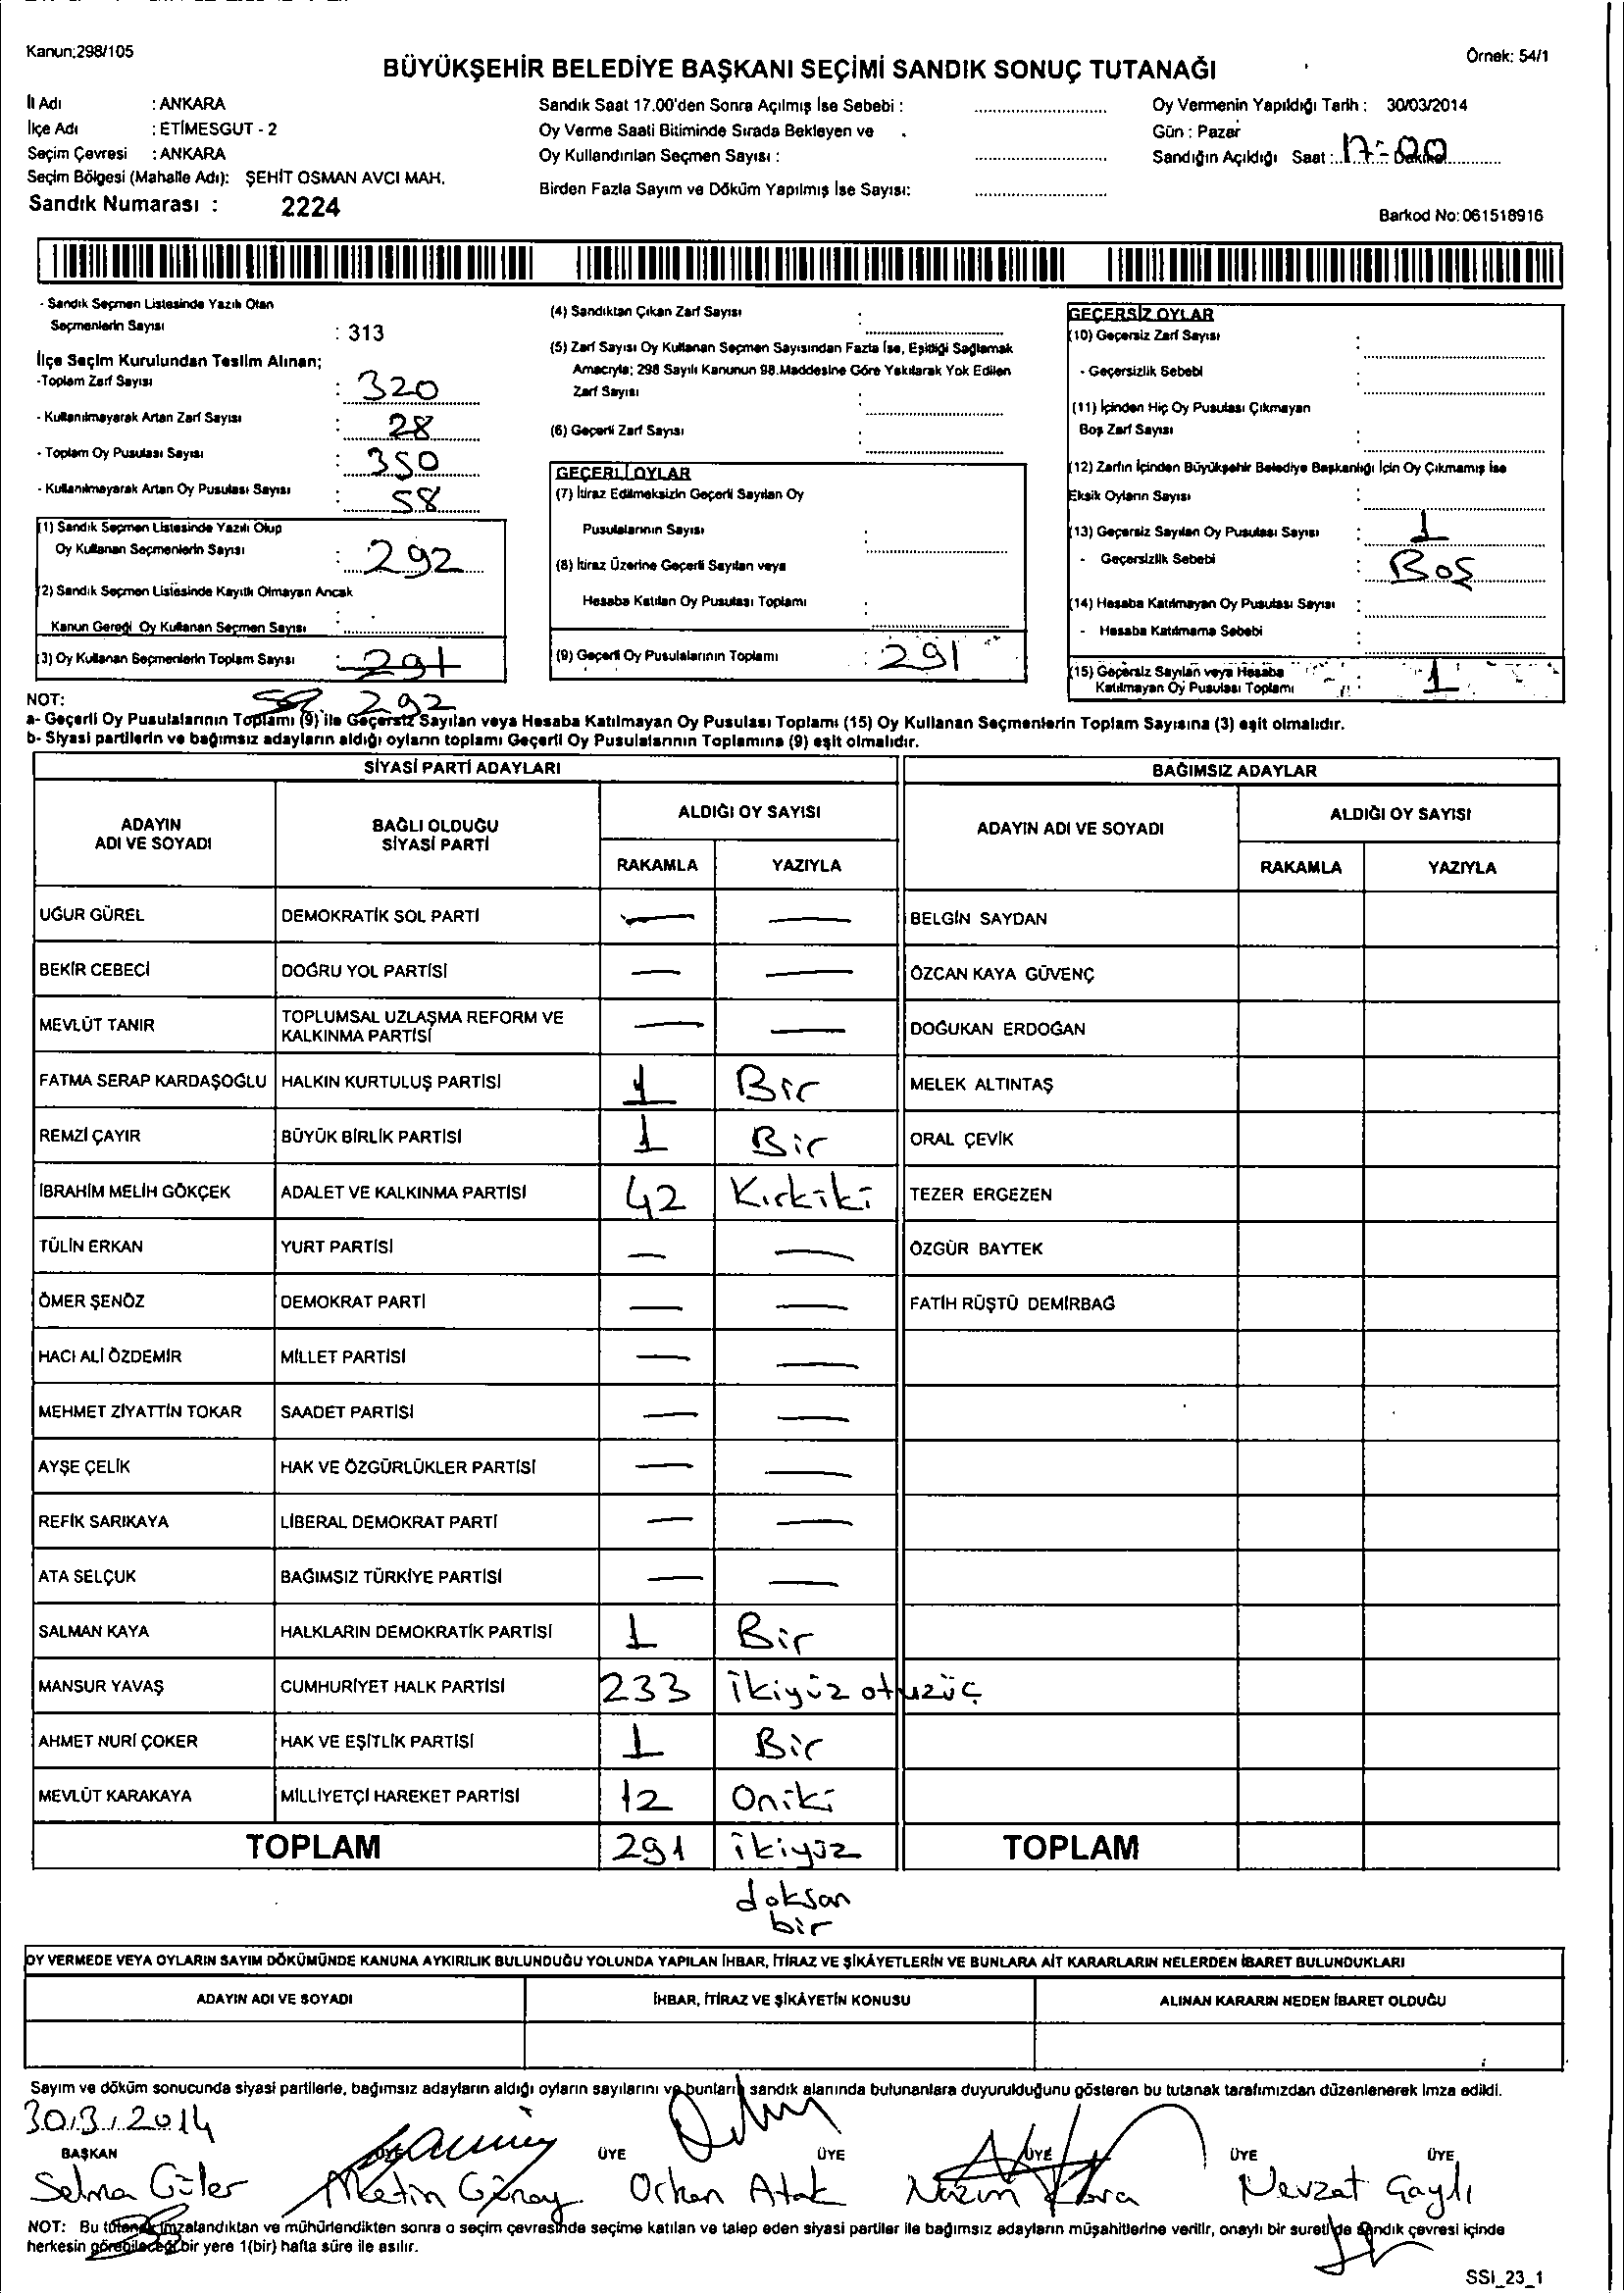 Kanun;298/105
Örnek: 54/1
BÜYÜKŞEHİR BELEDİYE BAŞKANI SEÇİMİ SANDIK SONUÇ TUTANAĞI
İl Adı : ANKARA
İlçe Adı : ETİMESGUT - 2
Seçim Çevresi : ANKARA
Seçim Bölgesi (Mahalle Adı): ŞEHİT OSMAN AVCI MAH.
Sandık Numarası : 2224
Sandık Saat 17.00'den Sonra Açılmış İse Sebebi :
Oy Verme Saati Bitiminde Sırada Bekleyen ve
Oy Kullandırılan Seçmen Sayısı :
Birden Fazla Sayım ve Döküm Yapılmış İse Sayısı:
Oy Vermenin Yapıldığı Tarih : 30/03/2014
Gün : Pazar
Sandığın Açıldığı Saat : 17:00
Barkod No: 061518916
- Sandık Seçmen Listesinde Yazılı Olan
Seçmenlerin Sayısı : 313
İlçe Seçim Kurulundan Teslim Alınan;
-Toplam Zarf Sayısı : 320
- Kullanılmayarak Artan Zarf Sayısı : 28
- Toplam Oy Pusulası Sayısı : 350
- Kullanılmayarak Artan Oy Pusulası Sayısı : 58
(1) Sandık Seçmen Listesinde Yazılı Olup
Oy Kullanan Seçmenlerin Sayısı : 292
(2) Sandık Seçmen Listesinde Kayıtlı Olmayan Ancak
Kanun Gereği Oy Kullanan Seçmen Sayısı :
(3) Oy Kullanan Seçmenlerin Toplam Sayısı : 291
292
(4) Sandıktan Çıkan Zarf Sayısı :
(5) Zarf Sayısı Oy Kullanan Seçmen Sayısından Fazla İse, Eşitliği Sağlamak
Amacıyla; 298 Sayılı Kanunun 98.Maddesine Göre Yakılarak Yok Edilen
Zarf Sayısı :
(6) Geçerli Zarf Sayısı :
GEÇERLİ OYLAR
(7) İtiraz Edilmeksizin Geçerli Sayılan Oy
Pusulalarının Sayısı :
(8) İtiraz Üzerine Geçerli Sayılan veya
Hesaba Katılan Oy Pusulası Toplamı :
(9) Geçerli Oy Pusulalarının Toplamı : 291
GEÇERSİZ OYLAR
(10) Geçersiz Zarf Sayısı :
- Geçersizlik Sebebi :
(11) İçinden Hiç Oy Pusulası Çıkmayan
Boş Zarf Sayısı :
(12) Zarfın İçinden Büyükşehir Belediye Başkanlığı İçin Oy Çıkmamış İse
Eksik Oyların Sayısı :
(13) Geçersiz Sayılan Oy Pusulası Sayısı : 1
- Geçersizlik Sebebi : Boş
(14) Hesaba Katılmayan Oy Pusulası Sayısı :
- Hesaba Katılmama Sebebi :
(15) Geçersiz Sayılan veya Hesaba
Katılmayan Oy Pusulası Toplamı : 1
NOT:
a- Geçerli Oy Pusulalarının Toplamı (9) ile Geçersiz Sayılan veya Hesaba Katılmayan Oy Pusulası Toplamı (15) Oy Kullanan Seçmenlerin Toplam Sayısına (3) eşit olmalıdır.
b- Siyasi partilerin ve bağımsız adayların aldığı oyların toplamı Geçerli Oy Pusulalarının Toplamına (9) eşit olmalıdır.
SİYASİ PARTİ ADAYLARI
BAĞIMSIZ ADAYLAR
ADAYIN ADI VE SOYADI
BAĞLI OLDUĞU SİYASİ PARTİ
ALDIĞI OY SAYISI
RAKAMLA YAZIYLA
ADAYIN ADI VE SOYADI
ALDIĞI OY SAYISI
RAKAMLA YAZIYLA
UĞUR GÜREL DEMOKRATİK SOL PARTİ — — BELGİN SAYDAN
BEKİR CEBECİ DOĞRU YOL PARTİSİ — — ÖZCAN KAYA GÜVENÇ
MEVLÜT TANIR TOPLUMSAL UZLAŞMA REFORM VE KALKINMA PARTİSİ — — DOĞUKAN ERDOĞAN
FATMA SERAP KARDAŞOĞLU HALKIN KURTULUŞ PARTİSİ 1 Bir MELEK ALTINTAŞ
REMZİ ÇAYIR BÜYÜK BİRLİK PARTİSİ 1 Bir ORAL ÇEVİK
İBRAHİM MELİH GÖKÇEK ADALET VE KALKINMA PARTİSİ 42 Kırkiki TEZER ERGEZEN
TÜLİN ERKAN YURT PARTİSİ — — ÖZGÜR BAYTEK
ÖMER ŞENÖZ DEMOKRAT PARTİ — — FATİH RÜŞTÜ DEMİRBAĞ
HACI ALİ ÖZDEMİR MİLLET PARTİSİ — —
MEHMET ZİYATTİN TOKAR SAADET PARTİSİ — —
AYŞE ÇELİK HAK VE ÖZGÜRLÜKLER PARTİSİ — —
REFİK SARIKAYA LİBERAL DEMOKRAT PARTİ — —
ATA SELÇUK BAĞIMSIZ TÜRKİYE PARTİSİ — —
SALMAN KAYA HALKLARIN DEMOKRATİK PARTİSİ 1 Bir
MANSUR YAVAŞ CUMHURİYET HALK PARTİSİ 233 ikiyüz otuzüç
AHMET NURİ ÇOKER HAK VE EŞİTLİK PARTİSİ 1 Bir
MEVLÜT KARAKAYA MİLLİYETÇİ HAREKET PARTİSİ 12 Oniki
TOPLAM 291 ikiyüz TOPLAM
doksan
bir
OY VERMEDE VEYA OYLARIN SAYIM DÖKÜMÜNDE KANUNA AYKIRILIK BULUNDUĞU YOLUNDA YAPILAN İHBAR, İTİRAZ VE ŞİKÂYETLERİN VE BUNLARA AİT KARARLARIN NELERDEN İBARET BULUNDUKLARI
ADAYIN ADI VE SOYADI İHBAR, İTİRAZ VE ŞİKÂYETİN KONUSU ALINAN KARARIN NEDEN İBARET OLDUĞU
Sayım ve döküm sonucunda siyasi partilerle, bağımsız adayların aldığı oyların sayılarını ve bunların sandık alanında bulunanlara duyurulduğunu gösteren bu tutanak tarafımızdan düzenlenerek imza edildi.
30.3.2014
BAŞKAN ÜYE ÜYE ÜYE ÜYE ÜYE ÜYE
Selma Güler Metin Günay Orkan Atak Nazım Kara Nevzat Gaylı
NOT: Bu tutanak imzalandıktan ve mühürlendikten sonra o seçim çevresinde seçime katılan ve talep eden siyasi partiler ile bağımsız adayların müşahitlerine verilir, onaylı bir sureti de sandık çevresi içinde
herkesin görebileceği bir yere 1(bir) hafta süre ile asılır.
SSI_23_1